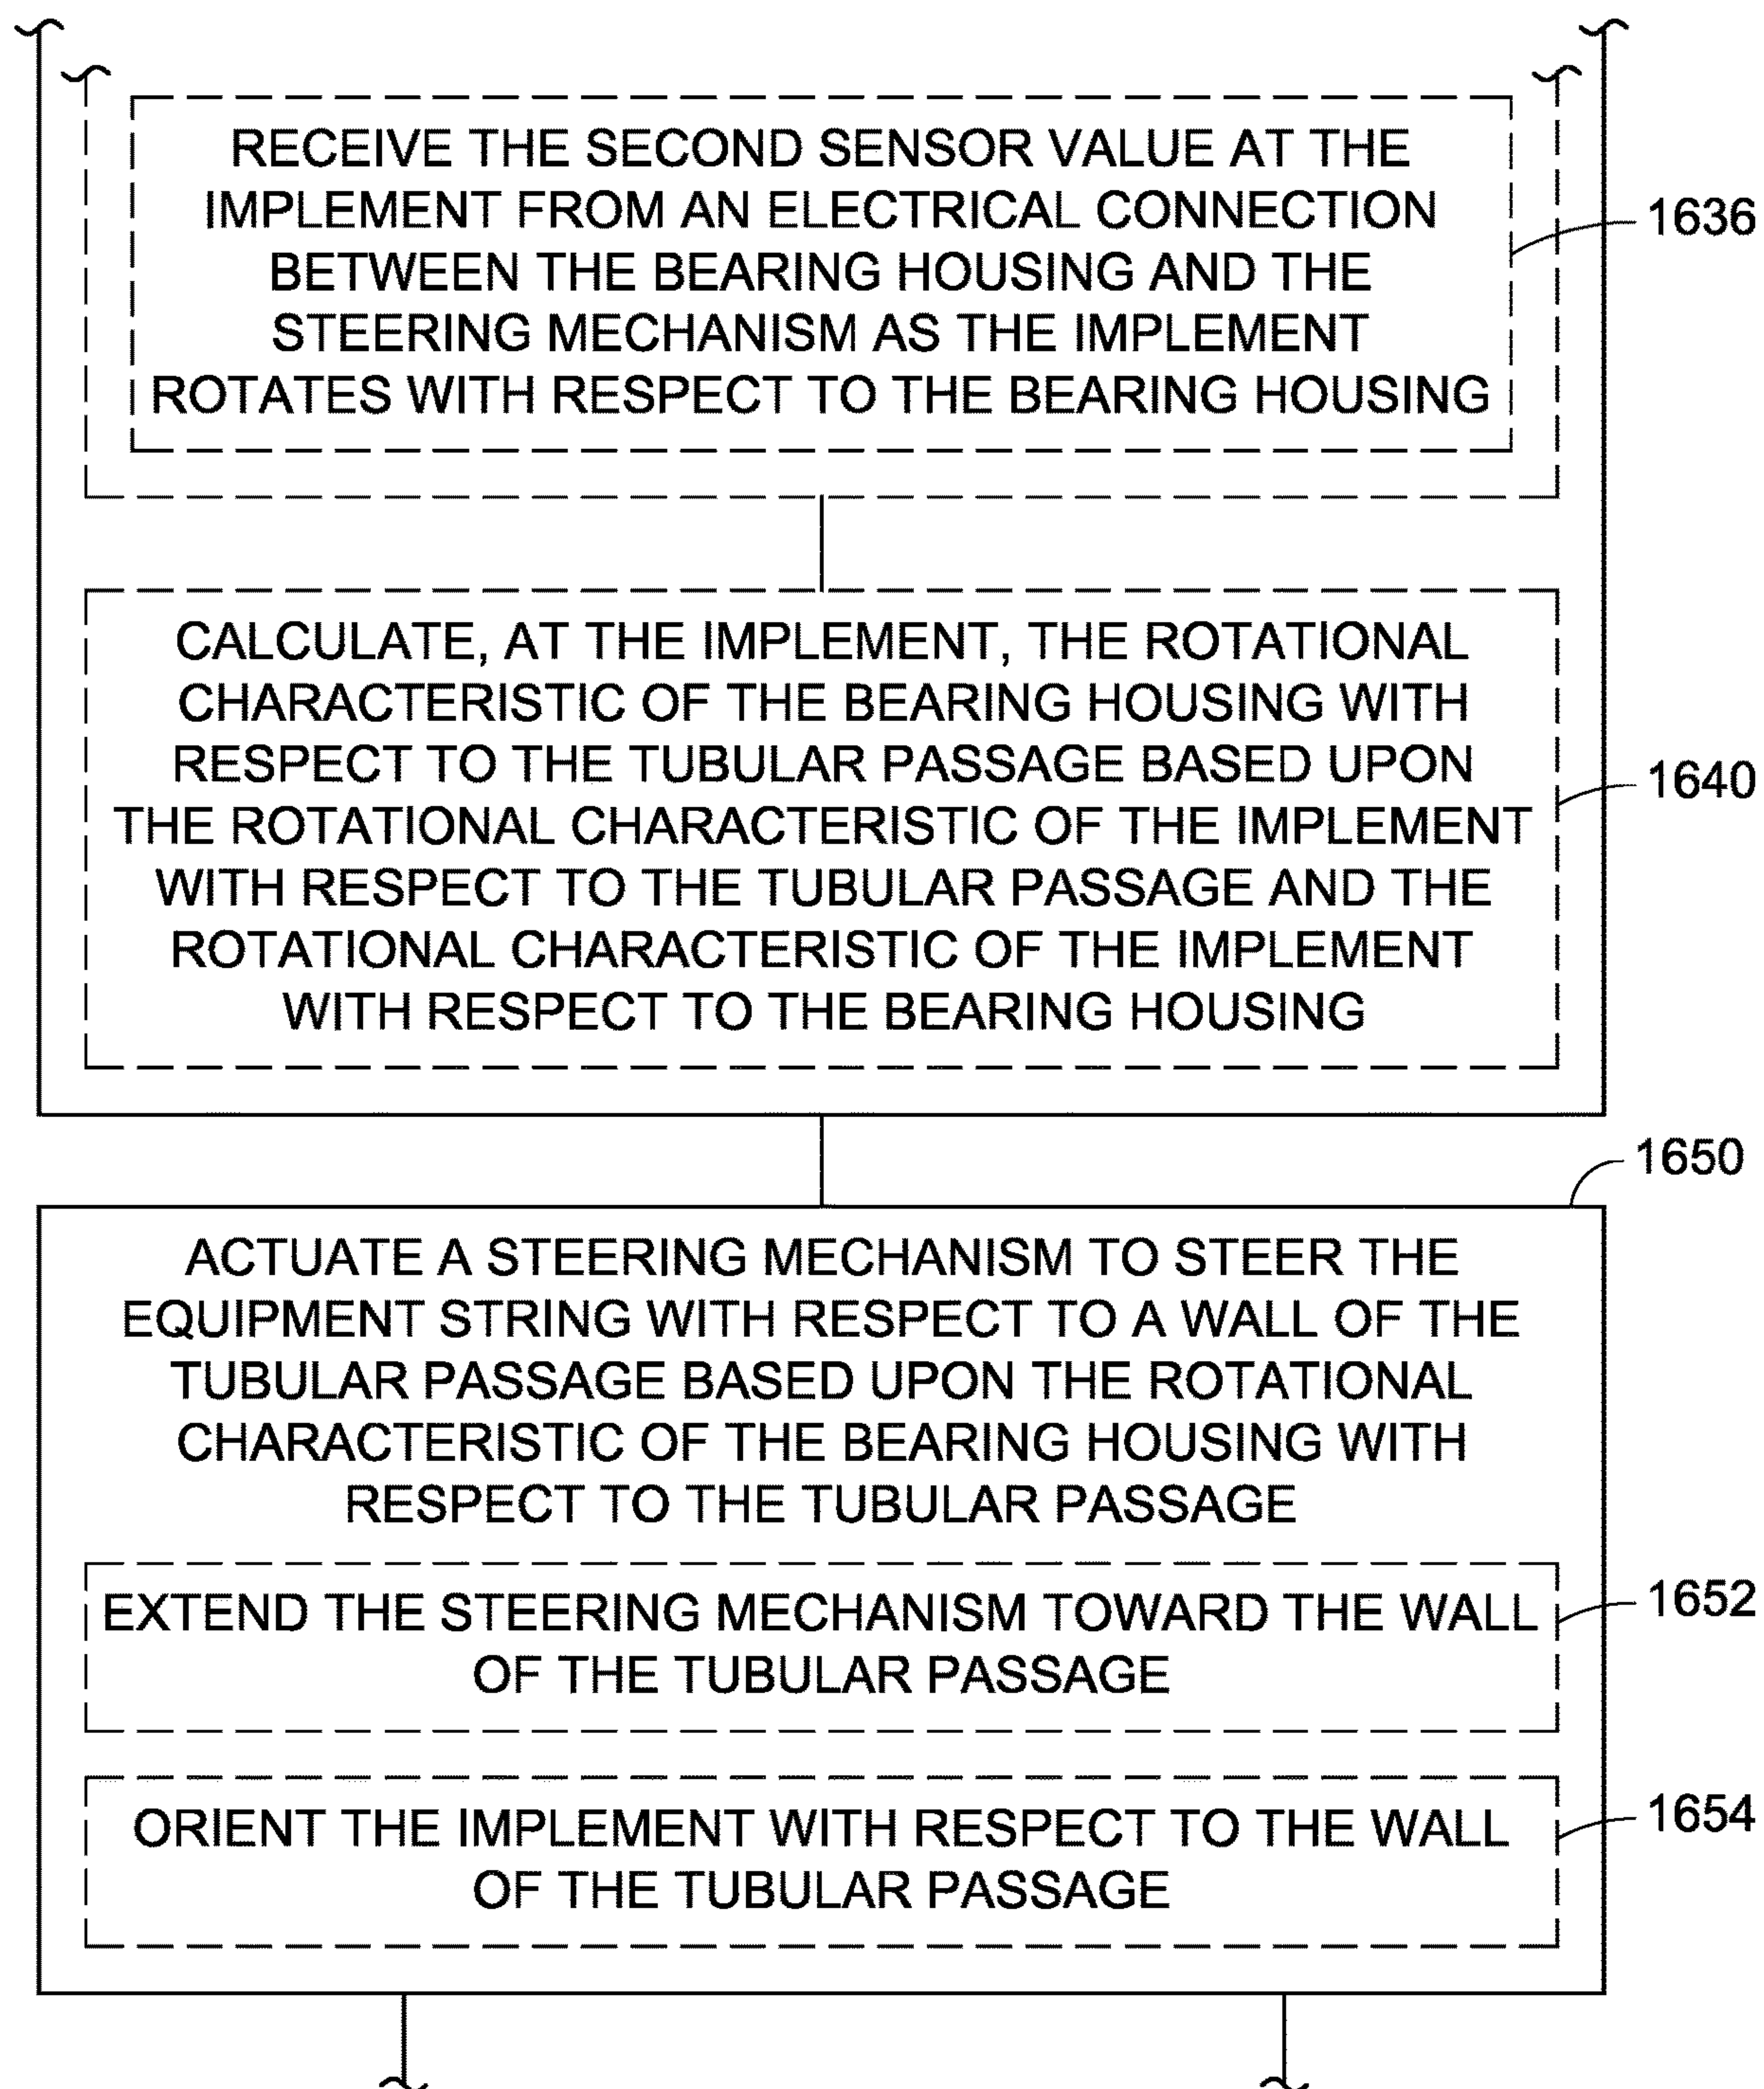 RECEIVE THE SECOND SENSOR VALUE AT THE
IMPLEMENT FROM AN ELECTRICAL CONNECTION
BETWEEN THE BEARING HOUSING AND THE
STEERING MECHANISM AS THE IMPLEMENT
ROTATES WITH RESPECT TO THE BEARING HOUSING
1636
CALCULATE, AT THE IMPLEMENT, THE ROTATIONAL
CHARACTERISTIC OF THE BEARING HOUSING WITH
RESPECT TO THE TUBULAR PASSAGE BASED UPON
THE ROTATIONAL CHARACTERISTIC OF THE IMPLEMENT
WITH RESPECT TO THE TUBULAR PASSAGE AND THE
ROTATIONAL CHARACTERISTIC OF THE IMPLEMENT
WITH RESPECT TO THE BEARING HOUSING
1640
1650
ACTUATE A STEERING MECHANISM TO STEER THE
EQUIPMENT STRING WITH RESPECT TO A WALL OF THE
TUBULAR PASSAGE BASED UPON THE ROTATIONAL
CHARACTERISTIC OF THE BEARING HOUSING WITH
RESPECT TO THE TUBULAR PASSAGE
EXTEND THE STEERING MECHANISM TOWARD THE WALL
OF THE TUBULAR PASSAGE
1652
ORIENT THE IMPLEMENT WITH RESPECT TO THE WALL
OF THE TUBULAR PASSAGE
1654